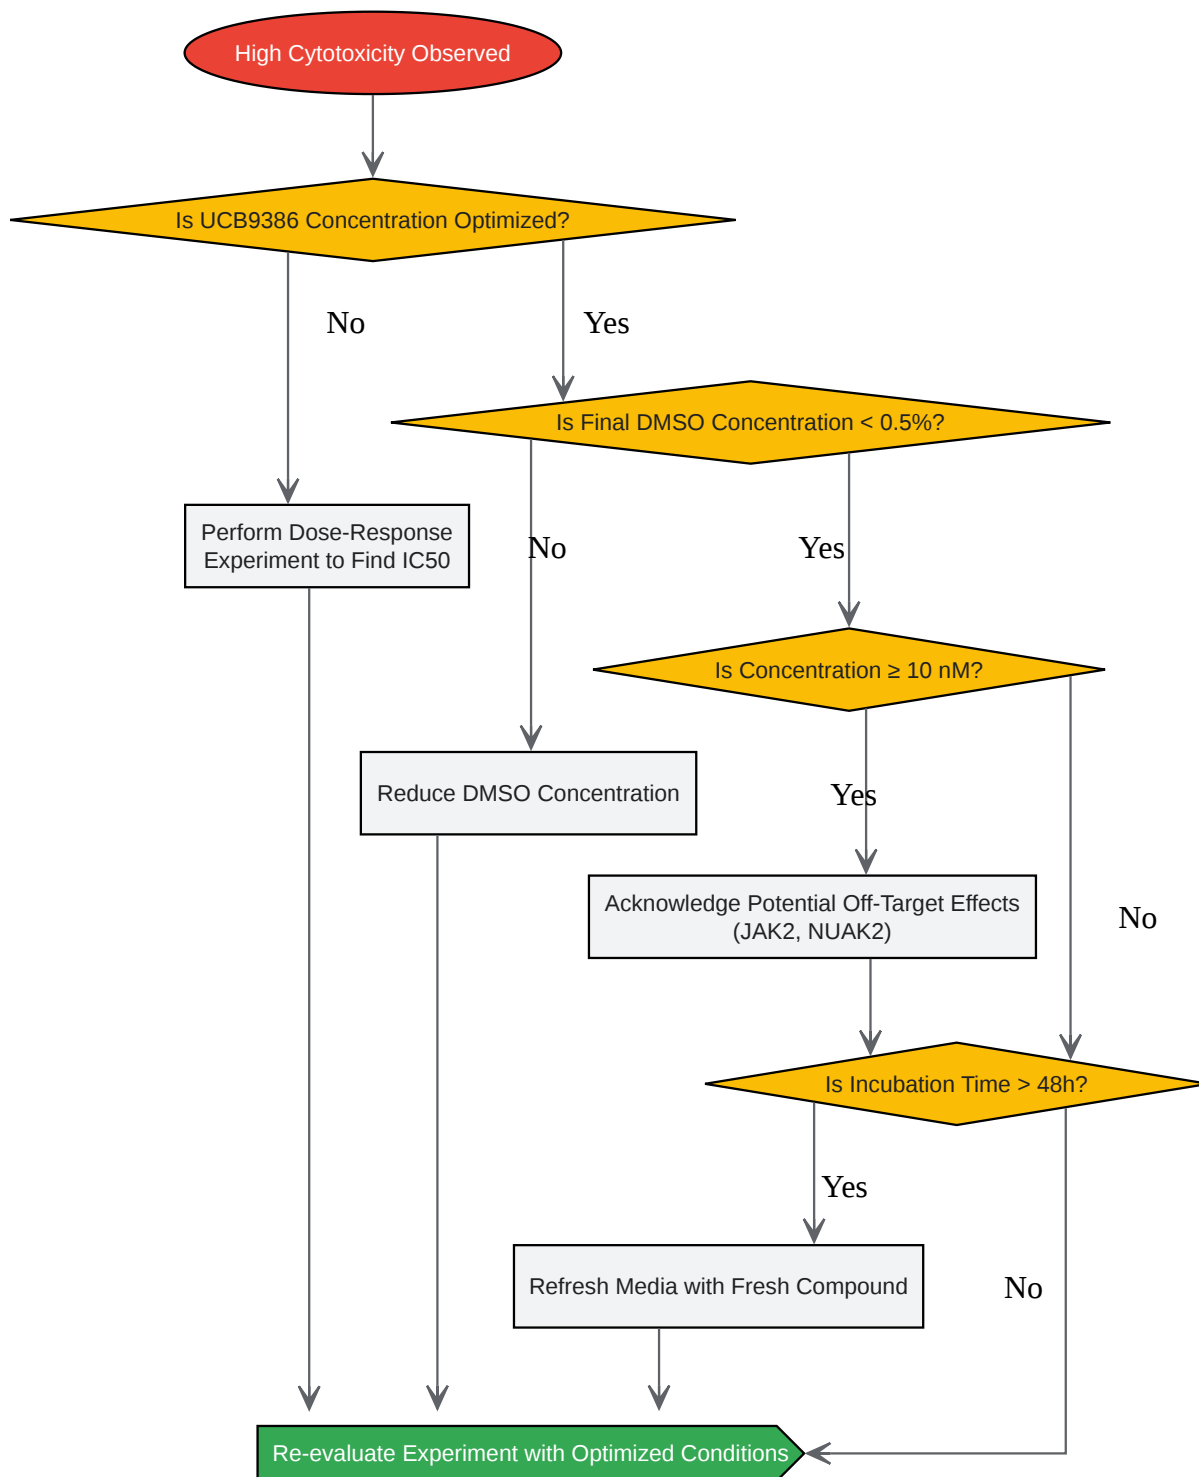 High Cytotoxicity Observed
Is UCB9386 Concentration Optimized?
No
Yes
Is Final DMSO Concentration < 0.5%?
Perform Dose-Response
Experiment to Find IC50
No
Yes
Is Concentration ≥ 10 nM?
Reduce DMSO Concentration
Yes
Acknowledge Potential Off-Target Effects
(JAK2, NUAK2)
No
Is Incubation Time > 48h?
Yes
Refresh Media with Fresh Compound
No
Re-evaluate Experiment with Optimized Conditions